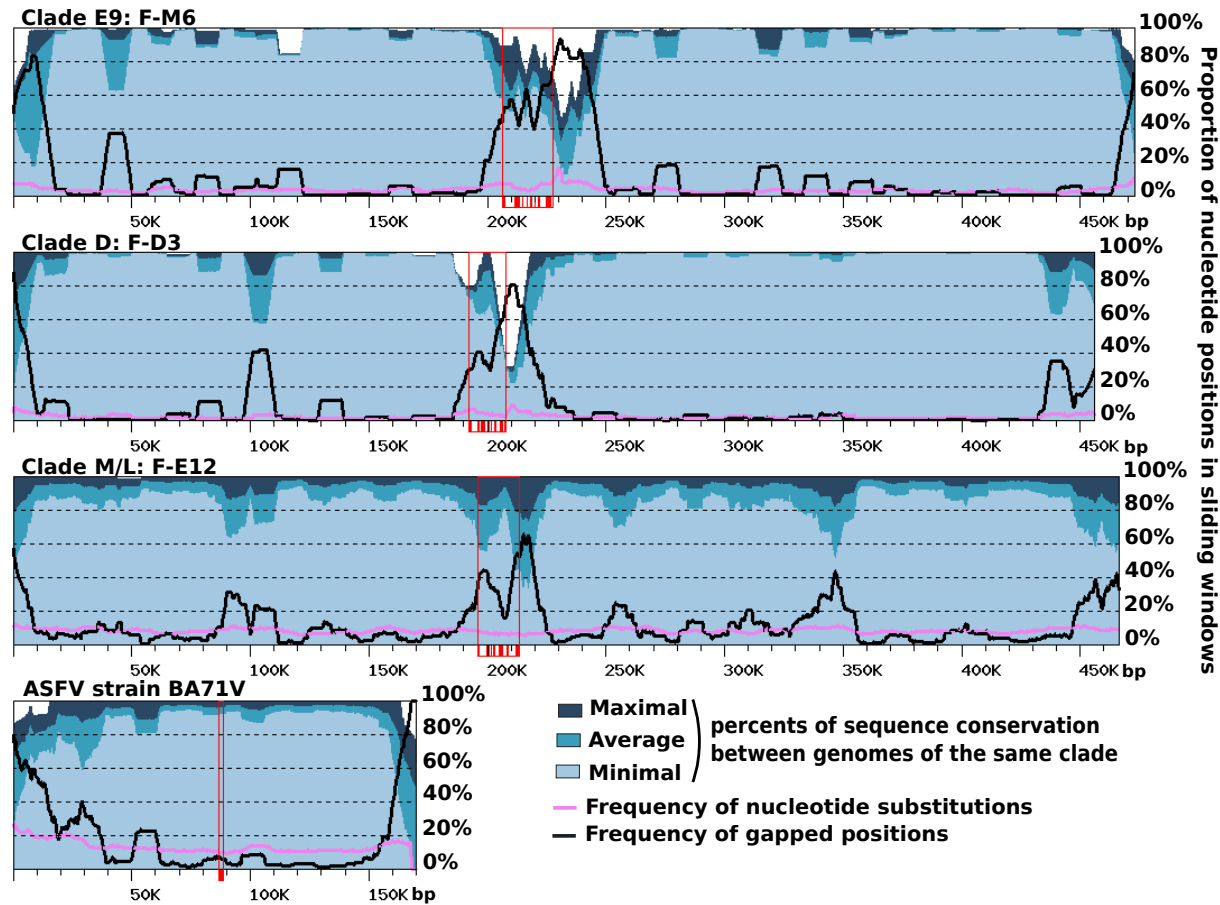 Clade E9: F-M6
100%
80%
60%
40%
20%
0%
50K 100K 150K 200K 250K 300K 350K 400K 450K bp
Clade D: F-D3
100%
80%
60%
40%
20%
0%
50K 100K 150K 200K 250K 300K 350K 400K 450K bp
Clade M/L: F-E12
100%
80%
60%
40%
20%
0%
50K 100K 150K 200K 250K 300K 350K 400K 450K bp
ASFV strain BA71V
100%
80%
60%
40%
20%
0%
50K 100K 150K bp
Maximal
Average
Minimal
percents of sequence conservation
between genomes of the same clade
Frequency of nucleotide substitutions
Frequency of gapped positions
Proportion of nucleotide positions in sliding windows